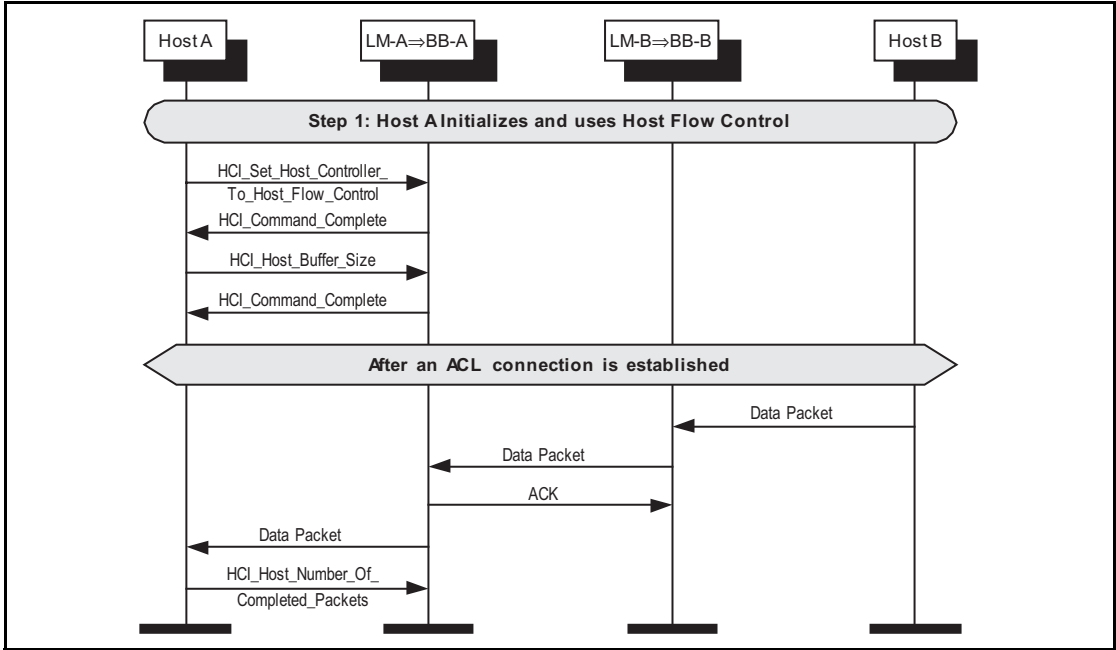 Host A
LM-A⇒BB-A
LM-B⇒BB-B
Host B
Step 1: Host A Initializes and uses Host Flow Control
HCI_Set_Host_Controller_
To_Host_Flow_Control
HCI_Command_Complete
HCI_Host_Buffer_Size
HCI_Command_Complete
After an ACL connection is established
Data Packet
Data Packet
ACK
Data Packet
HCI_Host_Number_Of_
Completed_Packets